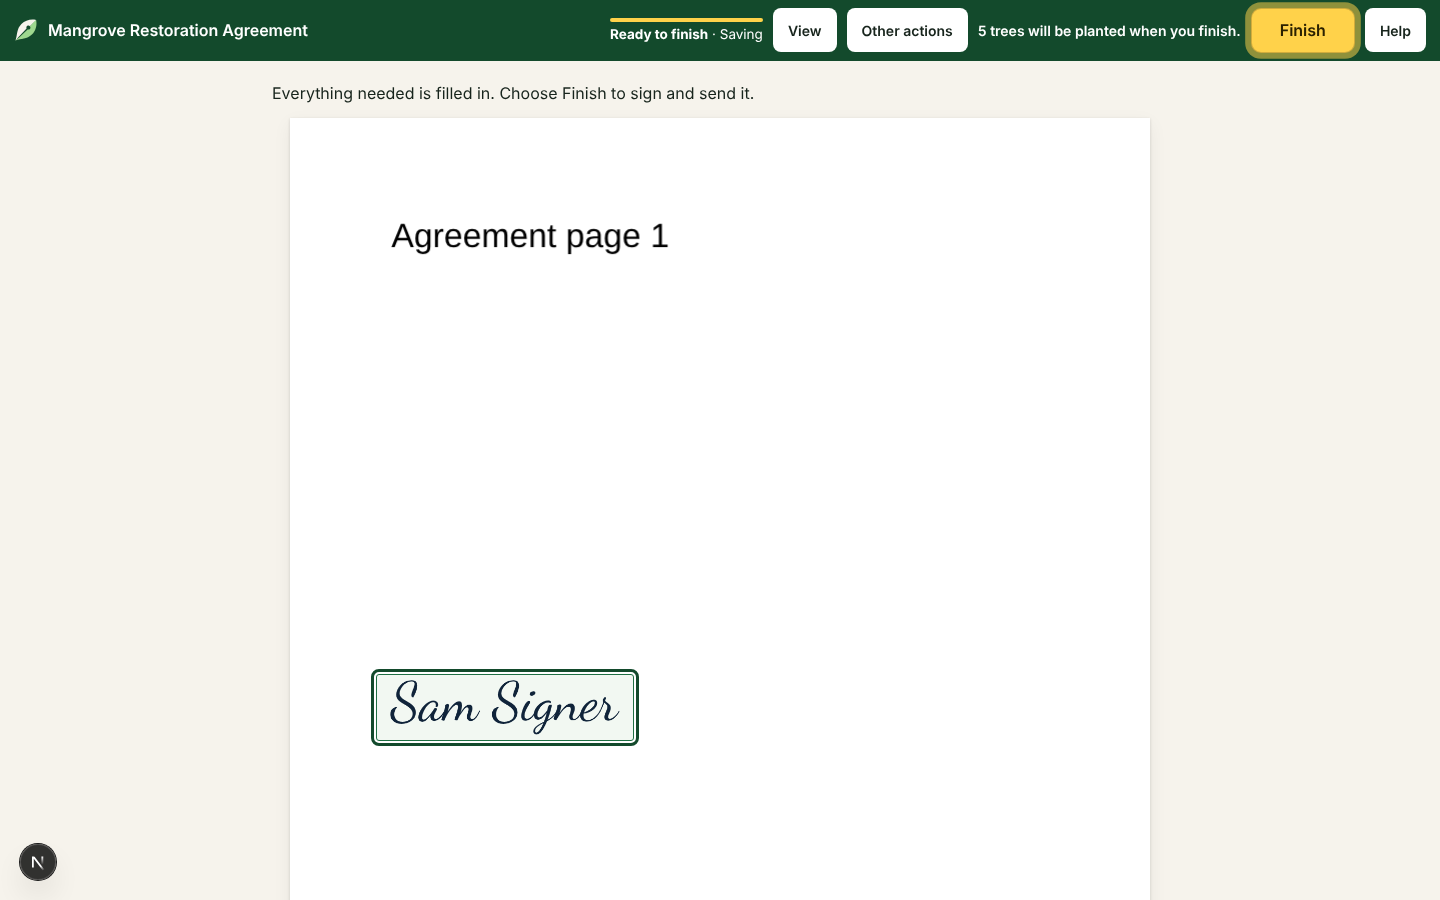 Mangrove Restoration Agreement
Ready to finish · Saving
View
Other actions
5 trees will be planted when you finish.
Finish
Help
Everything needed is filled in. Choose Finish to sign and send it.
Agreement page 1
Sam Signer
N